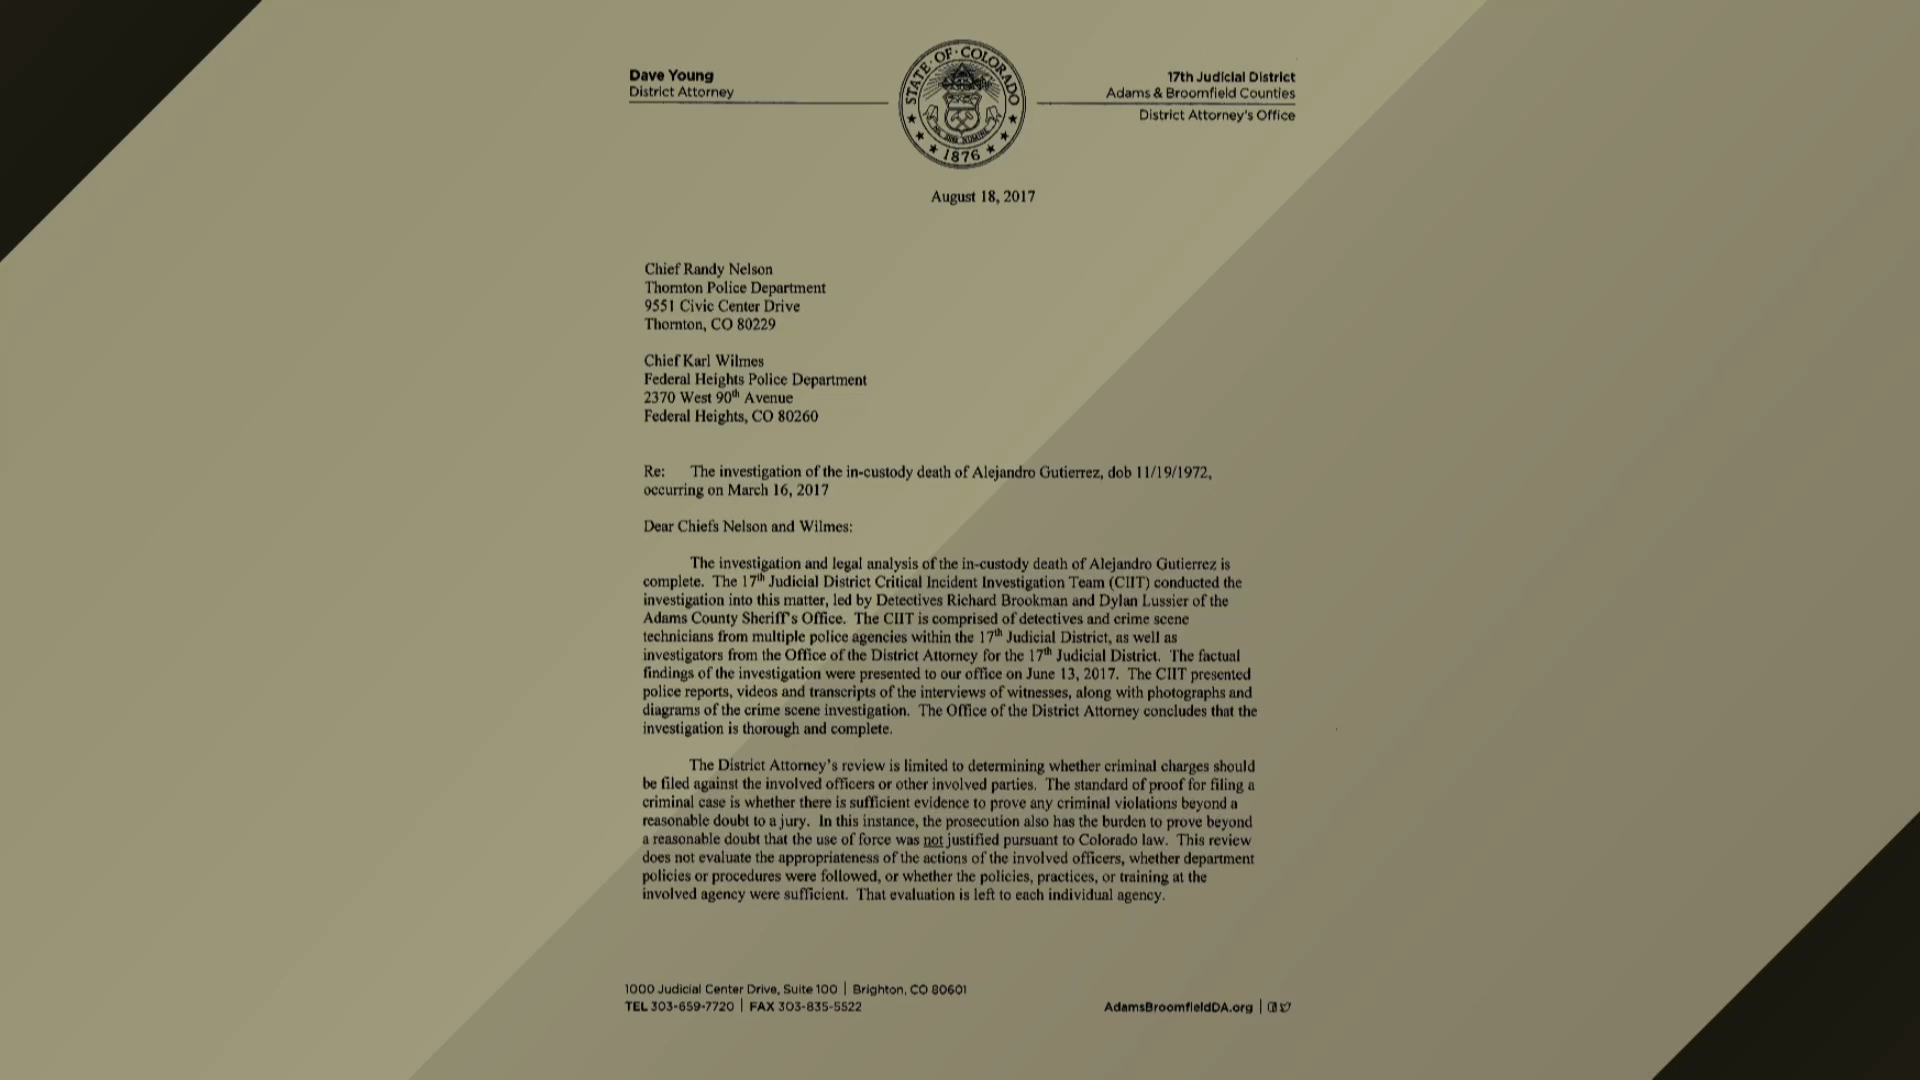 Dave Young
District Attorney
STATE OF COLORADO
1876
17th Judicial District
Adams & Broomfield Counties
District Attorney's Office
August 18, 2017
Chief Randy Nelson
Thornton Police Department
9551 Civic Center Drive
Thornton, CO 80229
Chief Karl Wilmes
Federal Heights Police Department
2370 West 90th Avenue
Federal Heights, CO 80260
Re: The investigation of the in-custody death of Alejandro Gutierrez, dob 11/19/1972,
occurring on March 16, 2017
Dear Chiefs Nelson and Wilmes:
The investigation and legal analysis of the in-custody death of Alejandro Gutierrez is
complete. The 17th Judicial District Critical Incident Investigation Team (CIIT) conducted the
investigation into this matter, led by Detectives Richard Brookman and Dylan Lussier of the
Adams County Sheriff's Office. The CIIT is comprised of detectives and crime scene
technicians from multiple police agencies within the 17th Judicial District, as well as
investigators from the Office of the District Attorney for the 17th Judicial District. The factual
findings of the investigation were presented to our office on June 13, 2017. The CIIT presented
police reports, videos and transcripts of the interviews of witnesses, along with photographs and
diagrams of the crime scene investigation. The Office of the District Attorney concludes that the
investigation is thorough and complete.
The District Attorney's review is limited to determining whether criminal charges should
be filed against the involved officers or other involved parties. The standard of proof for filing a
criminal case is whether there is sufficient evidence to prove any criminal violations beyond a
reasonable doubt to a jury. In this instance, the prosecution also has the burden to prove beyond
a reasonable doubt that the use of force was not justified pursuant to Colorado law. This review
does not evaluate the appropriateness of the actions of the involved officers, whether department
policies or procedures were followed, or whether the policies, practices, or training at the
involved agency were sufficient. That evaluation is left to each individual agency.
1000 Judicial Center Drive, Suite 100 | Brighton, CO 80601
TEL 303-659-7720 | FAX 303-835-5522
AdamsBroomfieldDA.org |